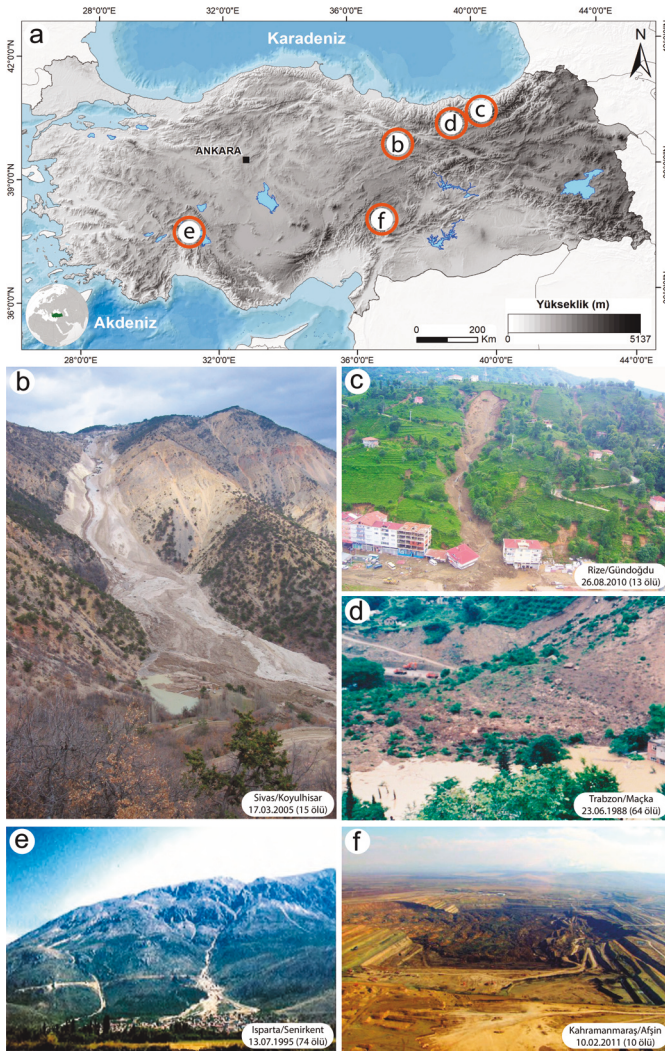 32°0'0"E
36°0'0"E
40°0'0"E
44°0'0"E
a
Karadeniz
N
42°0'0"N
c
d
b
ANKARA
39°0'0"N
f
e
36°0'0"N
Akdeniz
0 200
Km
Yükseklik (m)
0 5137
28°0'0"E
32°0'0"E
36°0'0"E
40°0'0"E
44°0'0"E
b
Sivas/Koyulhisar
17.03.2005 (15 ölü)
c
Rize/Gündoğdu
26.08.2010 (13 ölü)
d
Trabzon/Maçka
23.06.1988 (64 ölü)
e
Isparta/Senirkent
13.07.1995 (74 ölü)
f
Kahramanmaraş/Afşin
10.02.2011 (10 ölü)